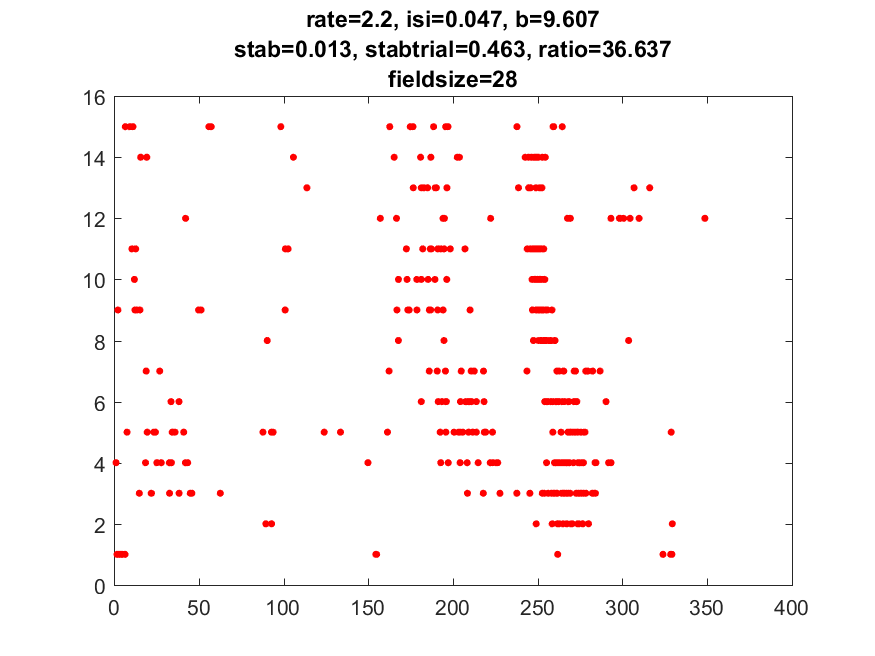 rate=2.2, isi=0.047, b=9.607
stab=0.013, stabtrial=0.463, ratio=36.637
fieldsize=28
16
14
12
10
8
6
4
2
0
0 50 100 150 200 250 300 350 400